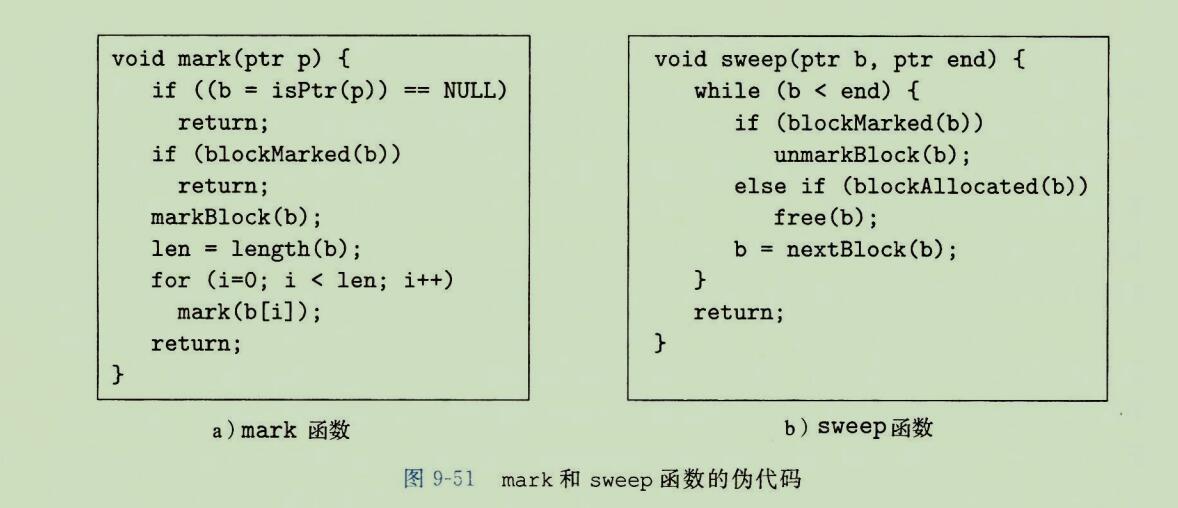 void mark(ptr p) {
if ((b = isPtr(p)) == NULL)
return;
if (blockMarked(b))
return;
markBlock(b);
len = length(b);
for (i=0; i < len; i++)
mark(b[i]);
return;
}
a) mark 函数
void sweep(ptr b, ptr end) {
while (b < end) {
if (blockMarked(b))
unmarkBlock(b);
else if (blockAllocated(b))
free(b);
b = nextBlock(b);
}
return;
}
b) sweep函数
图 9-51 mark 和 sweep 函数的伪代码